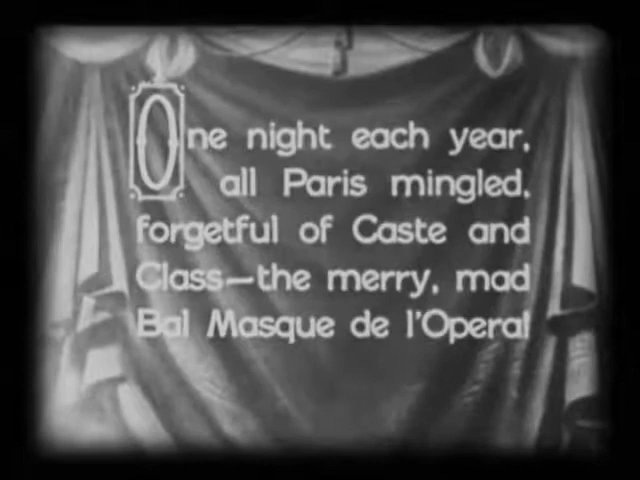 One night each year,
all Paris mingled,
forgetful of Caste and
Class—the merry, mad
Bal Masque de l'Opera!